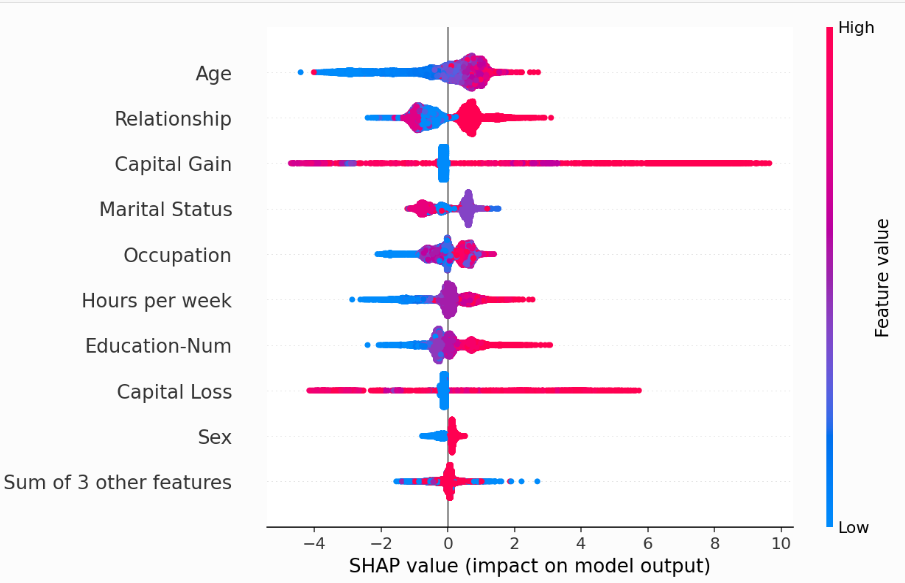 High
Age
Relationship
Capital Gain
Marital Status
Occupation
Hours per week
Education-Num
Capital Loss
Sex
Sum of 3 other features
Feature value
Low
−4 −2 0 2 4 6 8 10
SHAP value (impact on model output)